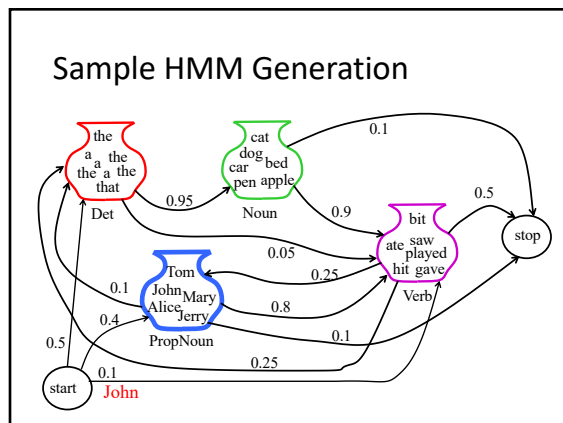 Sample HMM Generation
the
a a the
the a the
that
Det
0.95
cat
dog
car bed
pen apple
Noun
0.1
0.9
0.5
bit
ate saw
played
hit gave
Verb
stop
0.05
0.25
Tom
John Mary
Alice
Jerry
PropNoun
0.1
0.8
0.1
0.4
0.5
0.1
0.25
start
John